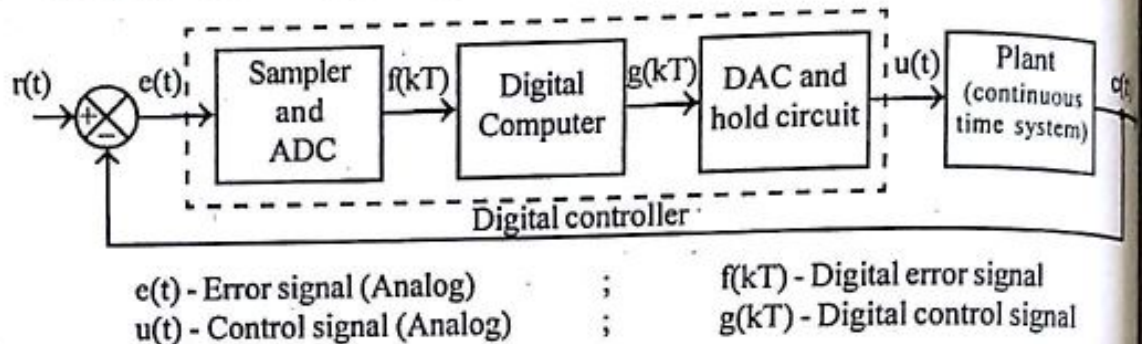 r(t)
+
−
e(t)
Sampler
and
ADC
f(kT)
Digital
Computer
g(kT)
DAC and
hold circuit
u(t)
Plant
(continuous
time system)
Digital controller
e(t) - Error signal (Analog) ; f(kT) - Digital error signal
u(t) - Control signal (Analog) ; g(kT) - Digital control signal